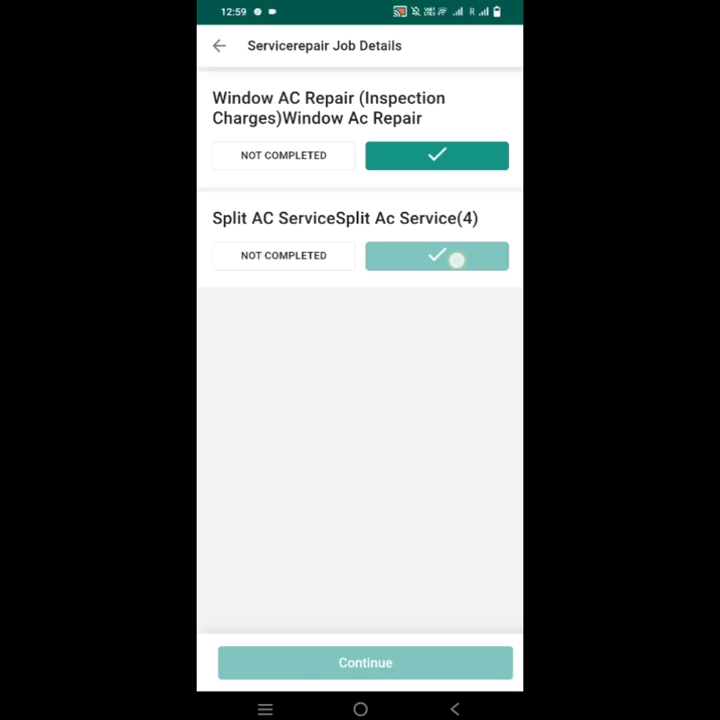 12:59
R
Servicerepair Job Details
Window AC Repair (Inspection
Charges)Window Ac Repair
NOT COMPLETED
Split AC ServiceSplit Ac Service(4)
NOT COMPLETED
Continue